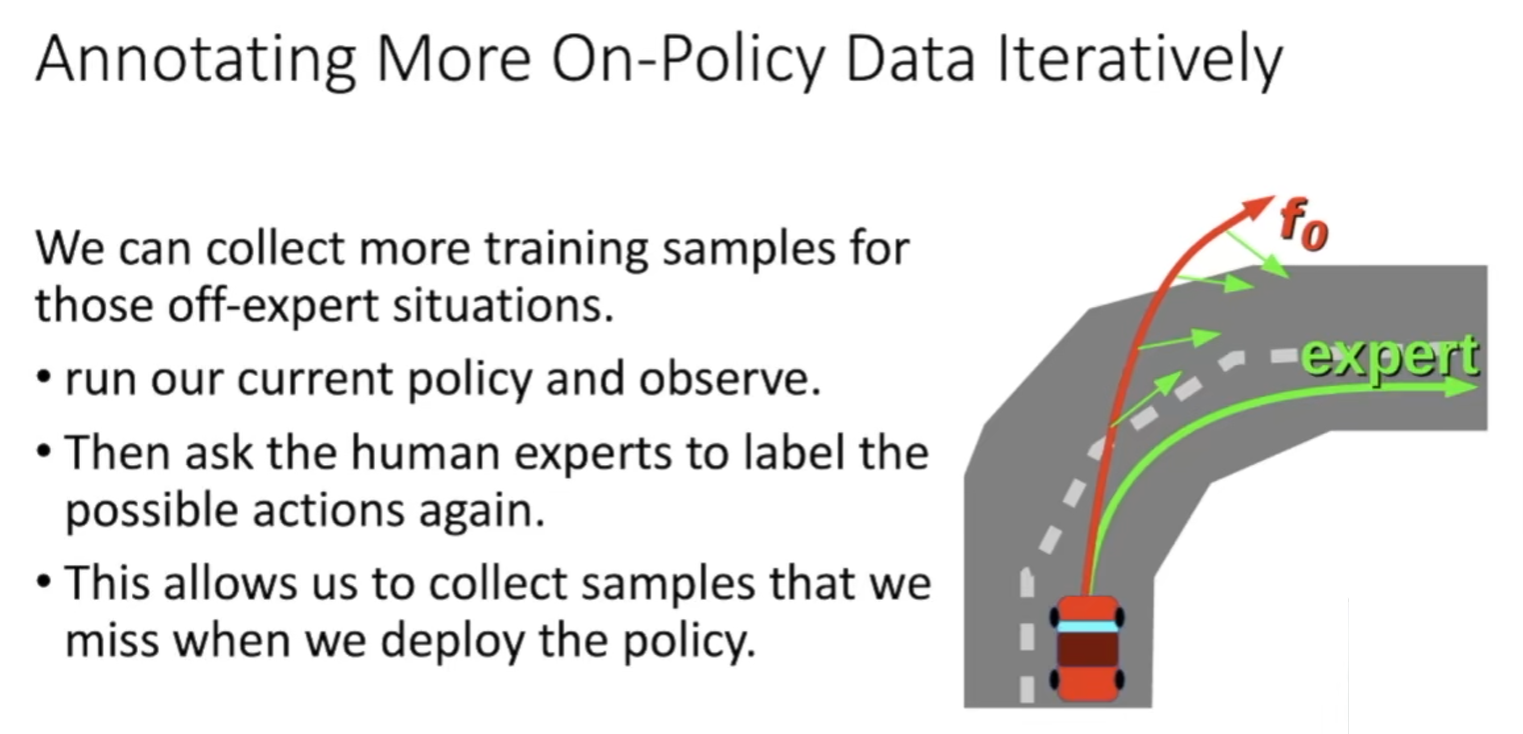 Annotating More On-Policy Data Iteratively
We can collect more training samples for
those off-expert situations.
• run our current policy and observe.
• Then ask the human experts to label the
possible actions again.
• This allows us to collect samples that we
miss when we deploy the policy.
f0
expert